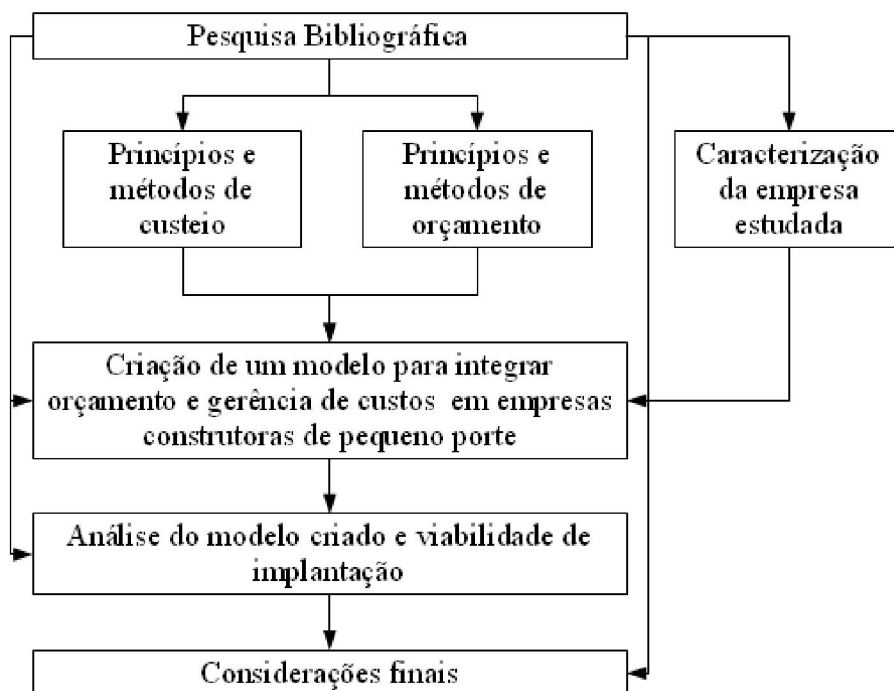 Pesquisa Bibliográfica
Princípios e
métodos de
custeio
Princípios e
métodos de
orçamento
Caracterização
da empresa
estudada
Criação de um modelo para integrar
orçamento e gerência de custos em empresas
construtoras de pequeno porte
Análise do modelo criado e viabilidade de
implantação
Considerações finais